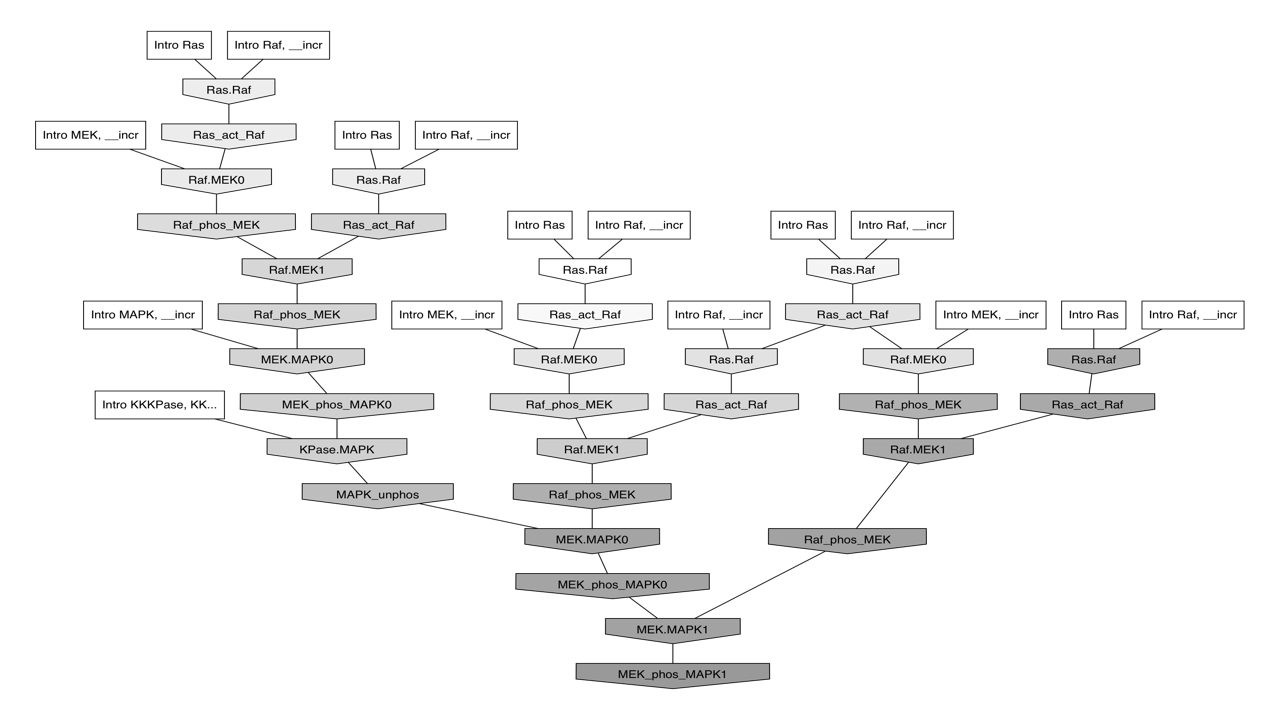 Intro Ras
Intro Raf, __incr
Ras.Raf
Intro MEK, __incr
Ras_act_Raf
Intro Ras
Intro Raf, __incr
Raf.MEK0
Ras.Raf
Raf_phos_MEK
Ras_act_Raf
Intro Ras
Intro Raf, __incr
Intro Ras
Intro Raf, __incr
Raf.MEK1
Ras.Raf
Ras.Raf
Intro MAPK, __incr
Raf_phos_MEK
Intro MEK, __incr
Ras_act_Raf
Intro Raf, __incr
Ras_act_Raf
Intro MEK, __incr
Intro Ras
Intro Raf, __incr
MEK.MAPK0
Raf.MEK0
Ras.Raf
Raf.MEK0
Ras.Raf
Intro KKKPase, KK...
MEK_phos_MAPK0
Raf_phos_MEK
Ras_act_Raf
Raf_phos_MEK
Ras_act_Raf
KPase.MAPK
Raf.MEK1
Raf.MEK1
MAPK_unphos
Raf_phos_MEK
MEK.MAPK0
Raf_phos_MEK
MEK_phos_MAPK0
MEK.MAPK1
MEK_phos_MAPK1